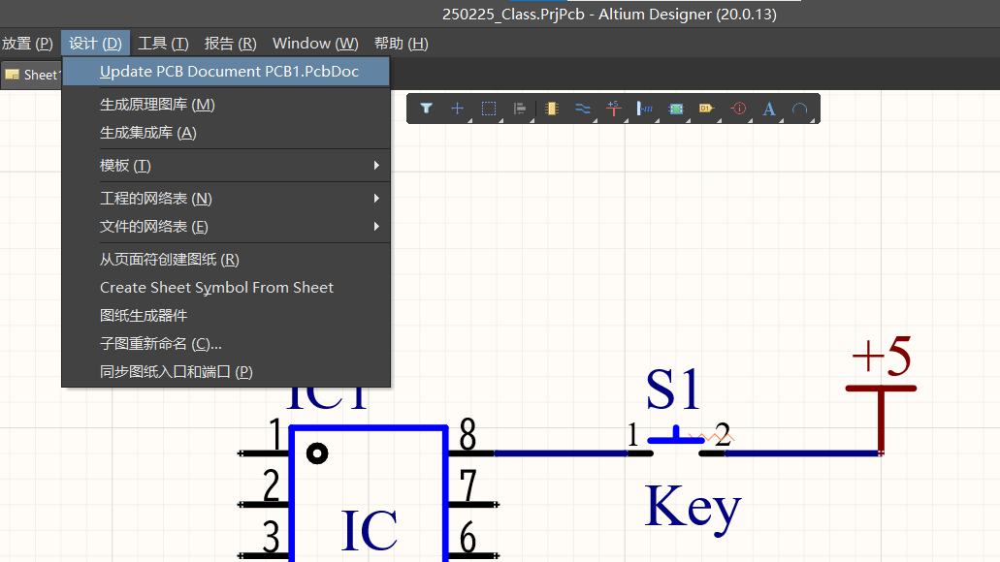 250225_Class.PrjPcb - Altium Designer (20.0.13)
放置 (P) 设计 (D) 工具 (T) 报告 (R) Window (W) 帮助 (H)
Sheet1
Update PCB Document PCB1.PcbDoc
生成原理图库 (M)
生成集成库 (A)
模板 (T)
工程的网络表 (N)
文件的网络表 (E)
从页面符创建图纸 (R)
Create Sheet Symbol From Sheet
图纸生成器件
子图重新命名 (C)...
同步图纸入口和端口 (P)
+5
IC1
S1
1 8 1 2
2 7
Key
3 IC 6